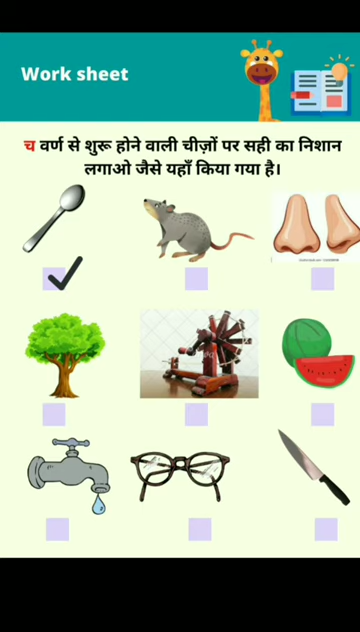 Work sheet
च वर्ण से शुरू होने वाली चीज़ों पर सही का निशान
लगाओ जैसे यहाँ किया गया है।